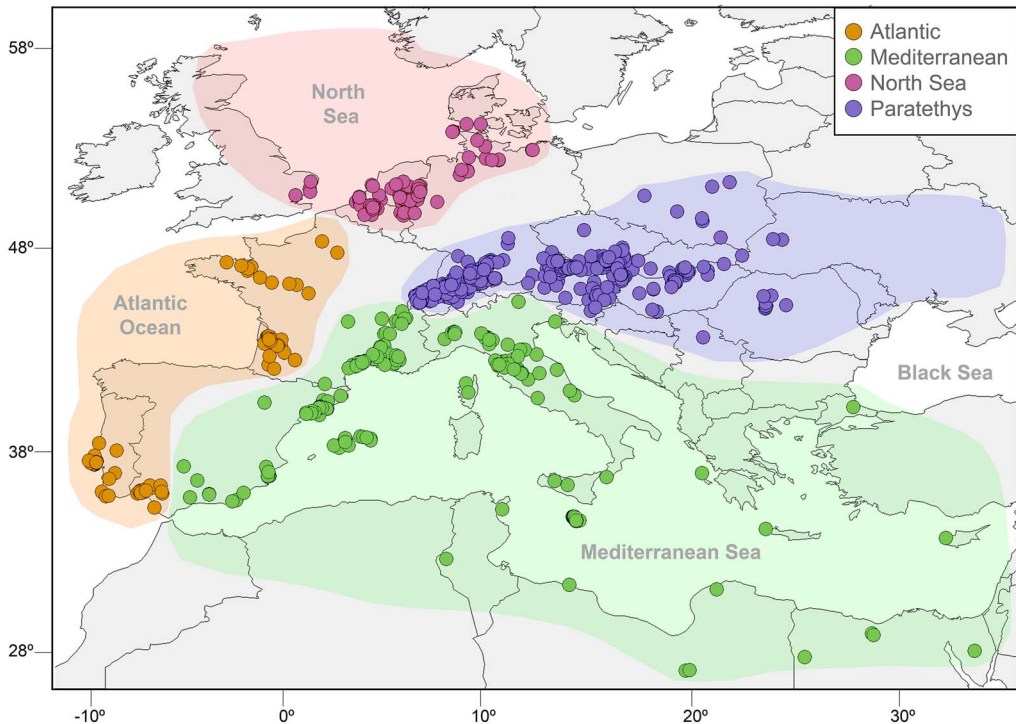 Atlantic
Mediterranean
North Sea
Paratethys
58º
North
Sea
48º
Atlantic
Ocean
Black Sea
38º
Mediterranean Sea
28º
-10º
0º
10º
20º
30º